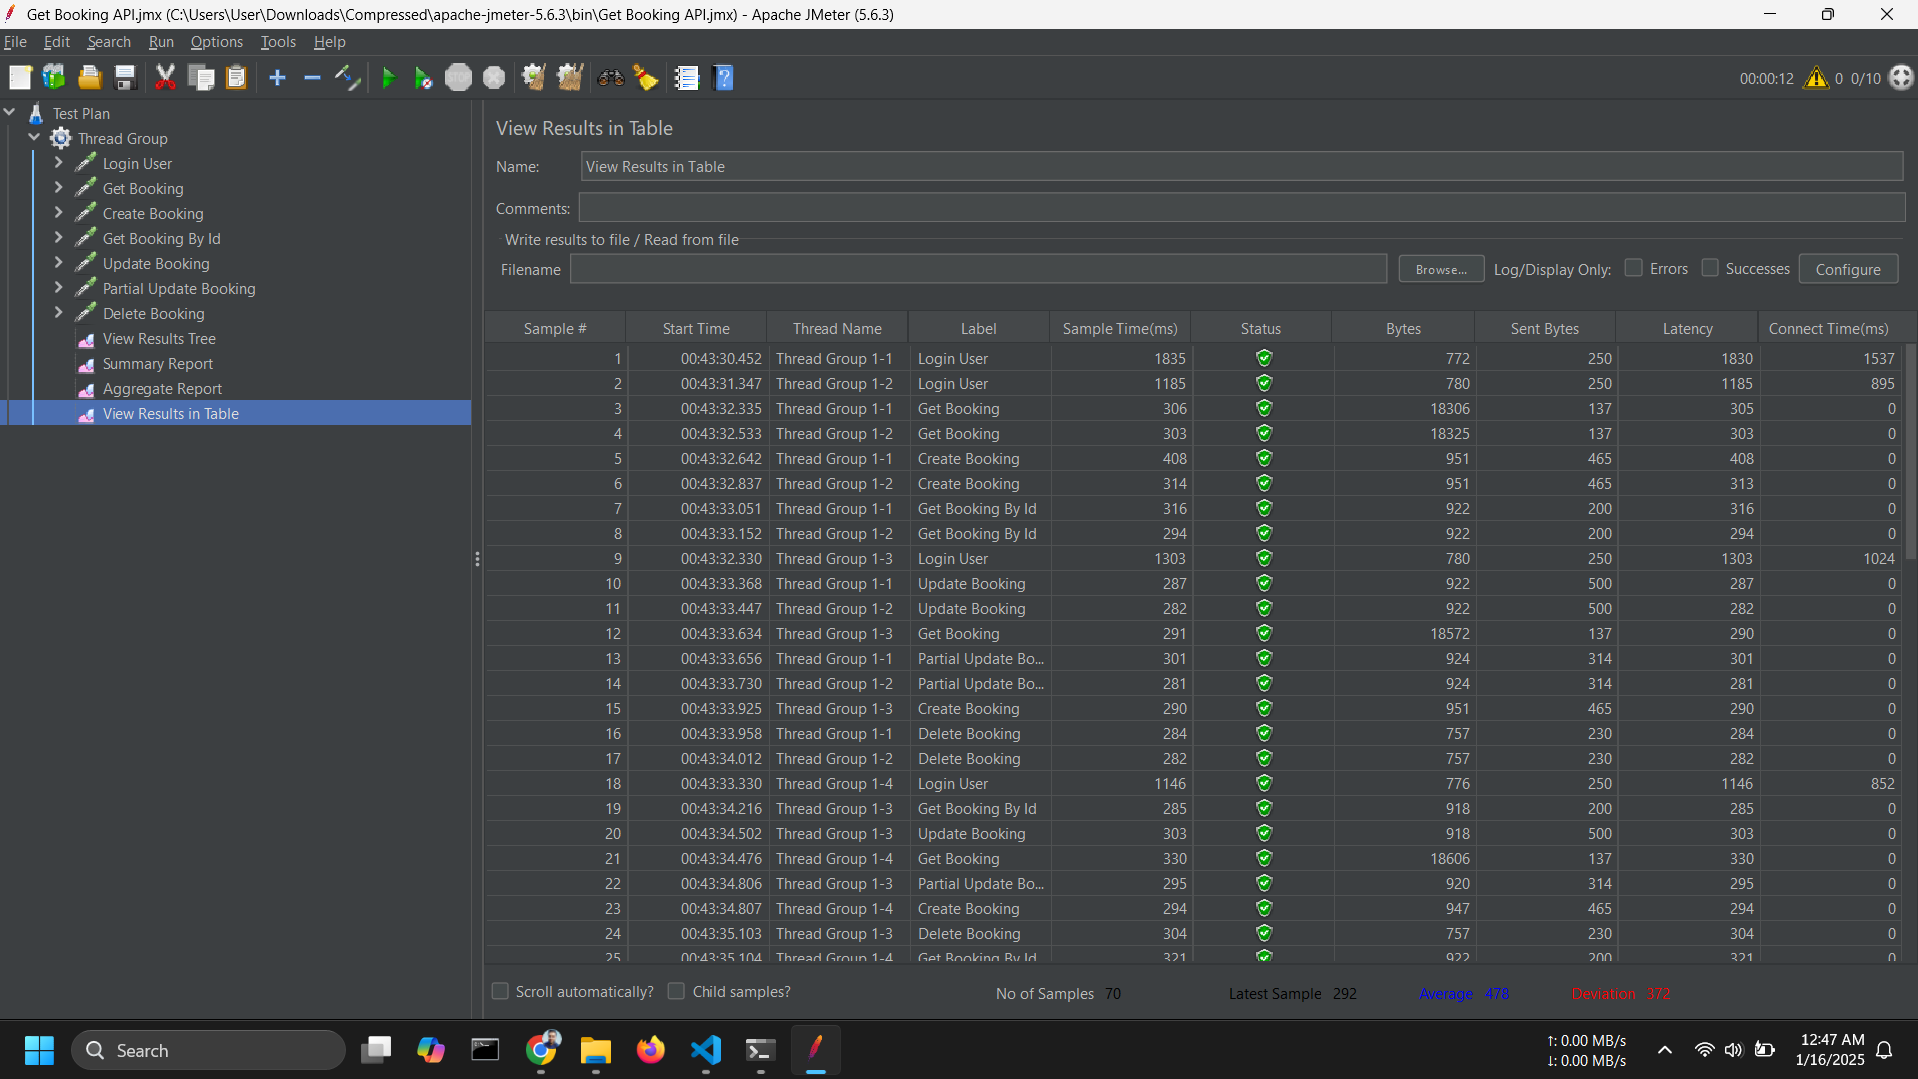 Get Booking API.jmx (C:\Users\User\Downloads\Compressed\apache-jmeter-5.6.3\bin\Get Booking API.jmx) - Apache JMeter (5.6.3)
File Edit Search Run Options Tools Help
STOP
00:00:12 0 0/10
Test Plan
Thread Group
Login User
Get Booking
Create Booking
Get Booking By Id
Update Booking
Partial Update Booking
Delete Booking
View Results Tree
Summary Report
Aggregate Report
View Results in Table
View Results in Table
Name: View Results in Table
Comments:
Write results to file / Read from file
Filename Browse... Log/Display Only: Errors Successes Configure
Sample # Start Time Thread Name Label Sample Time(ms) Status Bytes Sent Bytes Latency Connect Time(ms)
1 00:43:30.452 Thread Group 1-1 Login User 1835 772 250 1830 1537
2 00:43:31.347 Thread Group 1-2 Login User 1185 780 250 1185 895
3 00:43:32.335 Thread Group 1-1 Get Booking 306 18306 137 305 0
4 00:43:32.533 Thread Group 1-2 Get Booking 303 18325 137 303 0
5 00:43:32.642 Thread Group 1-1 Create Booking 408 951 465 408 0
6 00:43:32.837 Thread Group 1-2 Create Booking 314 951 465 313 0
7 00:43:33.051 Thread Group 1-1 Get Booking By Id 316 922 200 316 0
8 00:43:33.152 Thread Group 1-2 Get Booking By Id 294 922 200 294 0
9 00:43:32.330 Thread Group 1-3 Login User 1303 780 250 1303 1024
10 00:43:33.368 Thread Group 1-1 Update Booking 287 922 500 287 0
11 00:43:33.447 Thread Group 1-2 Update Booking 282 922 500 282 0
12 00:43:33.634 Thread Group 1-3 Get Booking 291 18572 137 290 0
13 00:43:33.656 Thread Group 1-1 Partial Update Bo... 301 924 314 301 0
14 00:43:33.730 Thread Group 1-2 Partial Update Bo... 281 924 314 281 0
15 00:43:33.925 Thread Group 1-3 Create Booking 290 951 465 290 0
16 00:43:33.958 Thread Group 1-1 Delete Booking 284 757 230 284 0
17 00:43:34.012 Thread Group 1-2 Delete Booking 282 757 230 282 0
18 00:43:33.330 Thread Group 1-4 Login User 1146 776 250 1146 852
19 00:43:34.216 Thread Group 1-3 Get Booking By Id 285 918 200 285 0
20 00:43:34.502 Thread Group 1-3 Update Booking 303 918 500 303 0
21 00:43:34.476 Thread Group 1-4 Get Booking 330 18606 137 330 0
22 00:43:34.806 Thread Group 1-3 Partial Update Bo... 295 920 314 295 0
23 00:43:34.807 Thread Group 1-4 Create Booking 294 947 465 294 0
24 00:43:35.103 Thread Group 1-3 Delete Booking 304 757 230 304 0
25 00:43:35.104 Thread Group 1-4 Get Booking By Id 321 922 200 321 0
Scroll automatically? Child samples? No of Samples 70 Latest Sample 292 Average 478 Deviation 372
Search
↑: 0.00 MB/s
↓: 0.00 MB/s
12:47 AM
1/16/2025